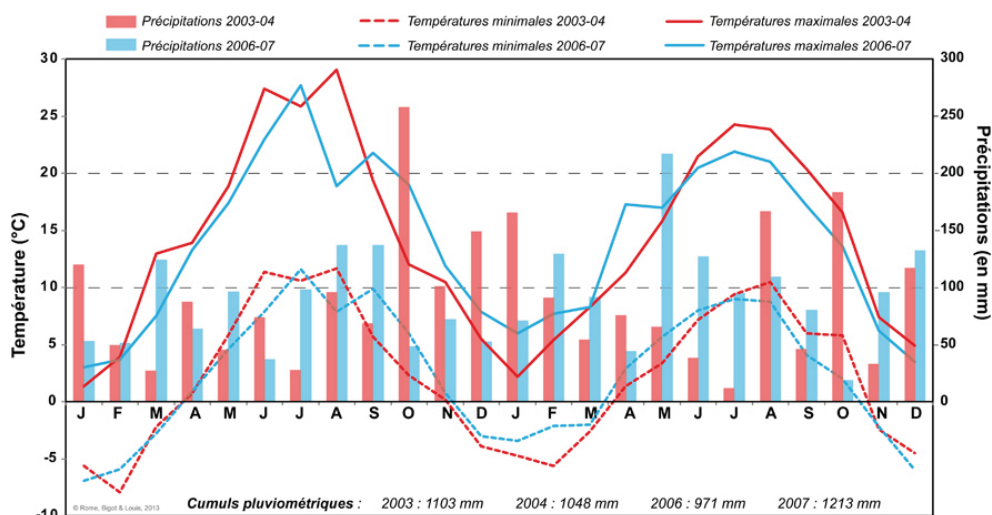 Précipitations 2003-04 Températures minimales 2003-04 Températures maximales 2003-04
Précipitations 2006-07 Températures minimales 2006-07 Températures maximales 2006-07
Température (°C)
30
25
20
15
10
5
0
-5
-10
Précipitations (en mm)
300
250
200
150
100
50
0
J F M A M J J A S O N D J F M A M J J A S O N D
Cumuls pluviométriques : 2003 : 1103 mm 2004 : 1048 mm 2006 : 971 mm 2007 : 1213 mm
© Rome, Bigot & Louis, 2013